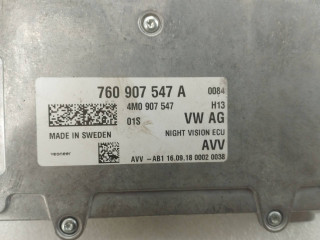 760 907 547 A 0084
4M0 907 547 H13
01S VW AG
MADE IN SWEDEN NIGHT VISION ECU
AVV
AVV -AB1 16.09.18 0002 0038